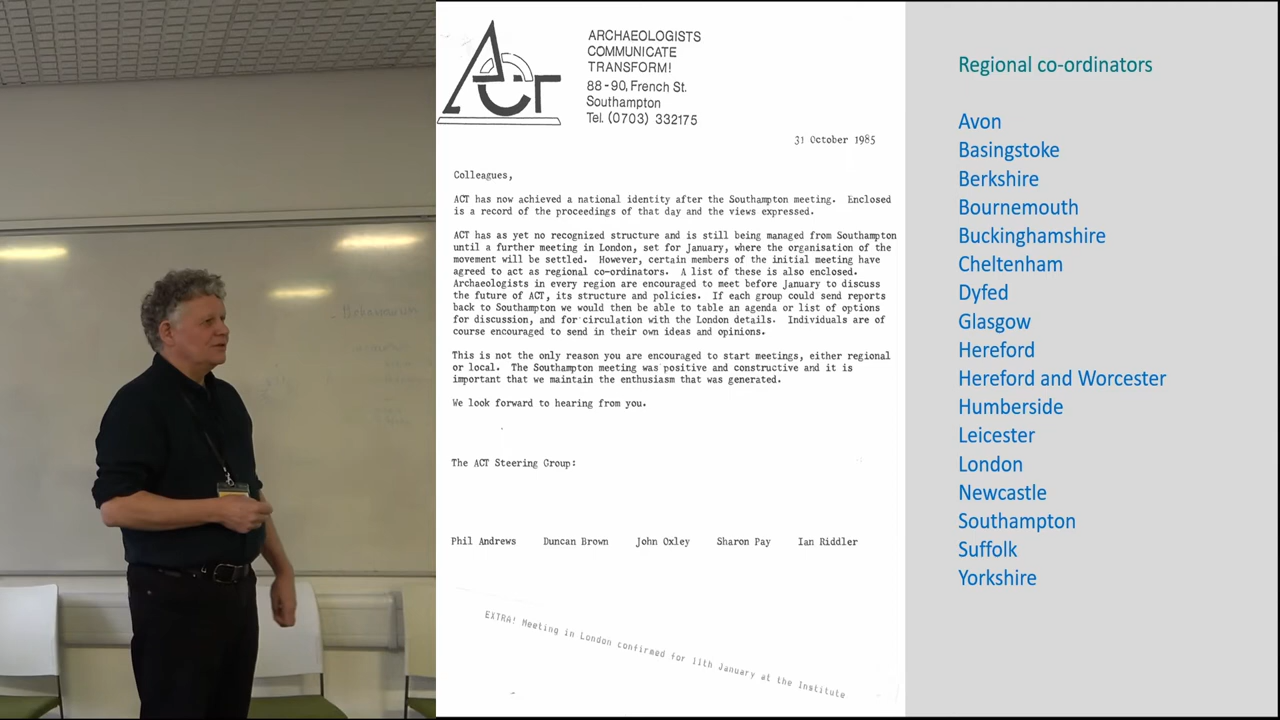 ACT
ARCHAEOLOGISTS
COMMUNICATE
TRANSFORM!
88-90, French St.
Southampton
Tel. (0703) 332175
31 October 1985
Colleagues,
ACT has now achieved a national identity after the Southampton meeting. Enclosed
is a record of the proceedings of that day and the views expressed.
ACT has as yet no recognized structure and is still being managed from Southampton
until a further meeting in London, set for January, where the organisation of the
movement will be settled. However, certain members of the initial meeting have
agreed to act as regional co-ordinators. A list of these is also enclosed.
Archaeologists in every region are encouraged to meet before January to discuss
the future of ACT, its structure and policies. If each group could send reports
back to Southampton we would then be able to table an agenda or list of options
for discussion, and for circulation with the London details. Individuals are of
course encouraged to send in their own ideas and opinions.
This is not the only reason you are encouraged to start meetings, either regional
or local. The Southampton meeting was positive and constructive and it is
important that we maintain the enthusiasm that was generated.
We look forward to hearing from you.
The ACT Steering Group:
Phil Andrews Duncan Brown John Oxley Sharon Pay Ian Riddler
EXTRA! Meeting in London confirmed for 11th January at the Institute
Regional co-ordinators
Avon
Basingstoke
Berkshire
Bournemouth
Buckinghamshire
Cheltenham
Dyfed
Glasgow
Hereford
Hereford and Worcester
Humberside
Leicester
London
Newcastle
Southampton
Suffolk
Yorkshire